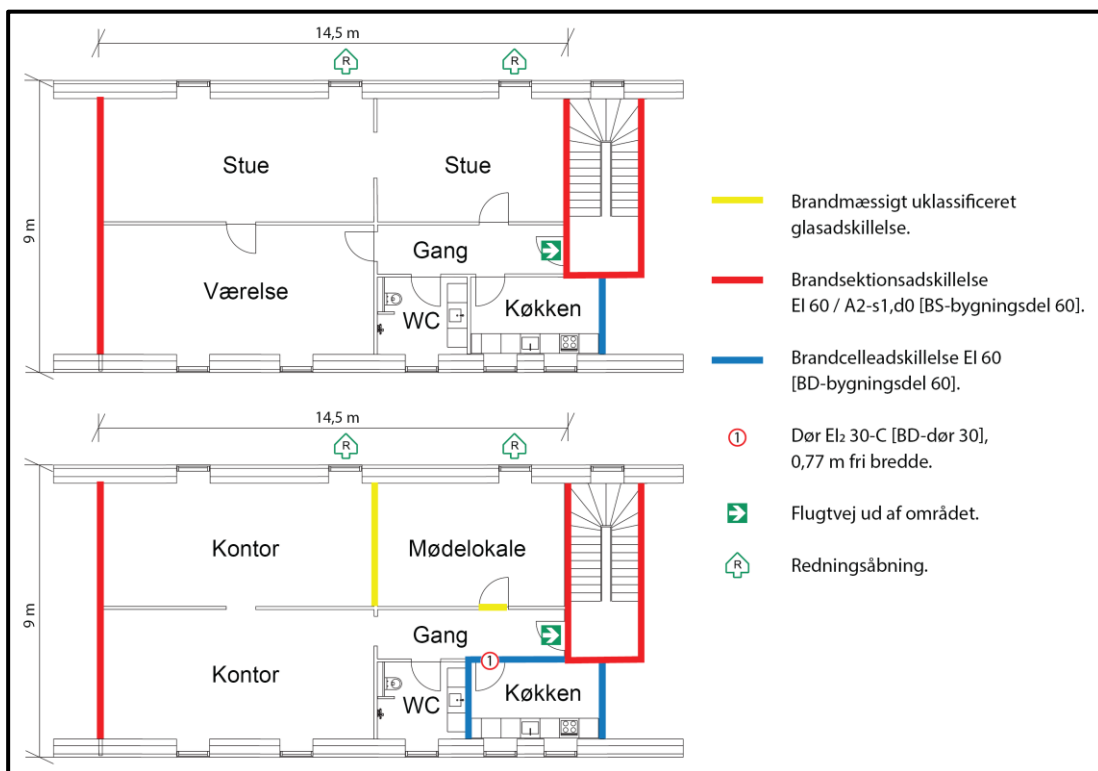 14,5 m
R
R
9 m
Stue
Stue
Gang
Værelse
WC
Køkken
14,5 m
R
R
9 m
Kontor
Mødelokale
Gang
Kontor
1
WC
Køkken
Brandmæssigt uklassificeret
glasadskillelse.
Brandsektionsadskillelse
EI 60 / A2-s1,d0 [BS-bygningsdel 60].
Brandcelleadskillelse EI 60
[BD-bygningsdel 60].
1
Dør EI₂ 30-C [BD-dør 30],
0,77 m fri bredde.
Flugtvej ud af området.
R
Redningsåbning.